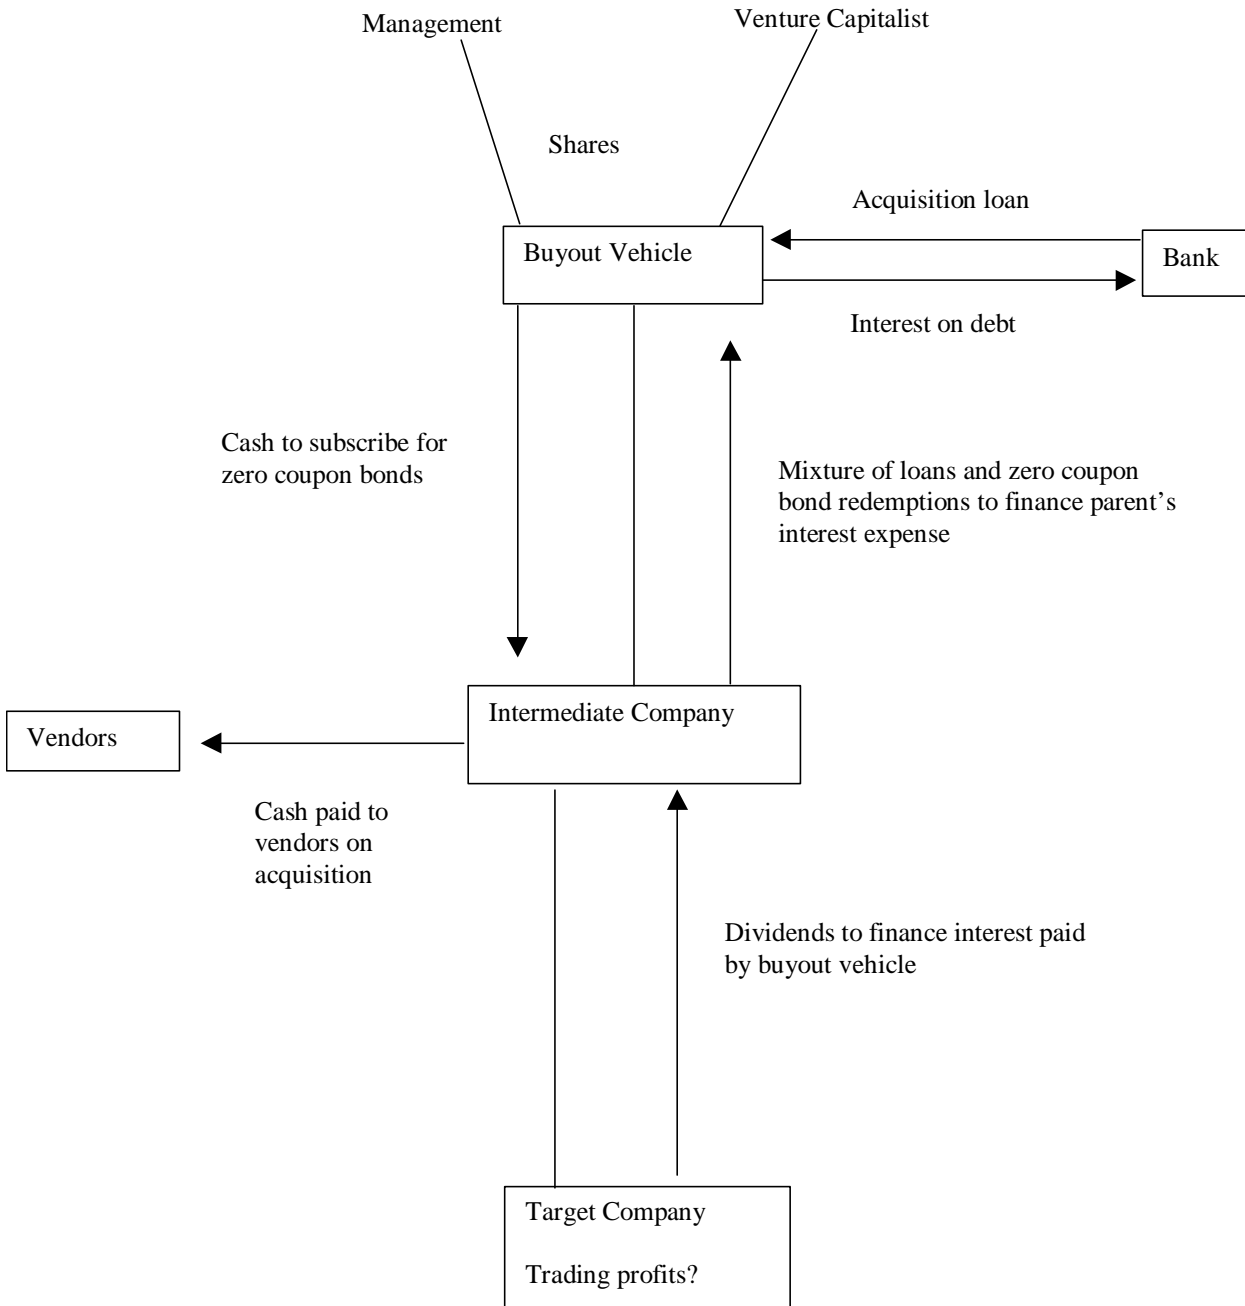 Management
Venture Capitalist
Shares
Acquisition loan
Buyout Vehicle
Bank
Interest on debt
Cash to subscribe for
zero coupon bonds
Mixture of loans and zero coupon
bond redemptions to finance parent’s
interest expense
Intermediate Company
Vendors
Cash paid to
vendors on
acquisition
Dividends to finance interest paid
by buyout vehicle
Target Company
Trading profits?